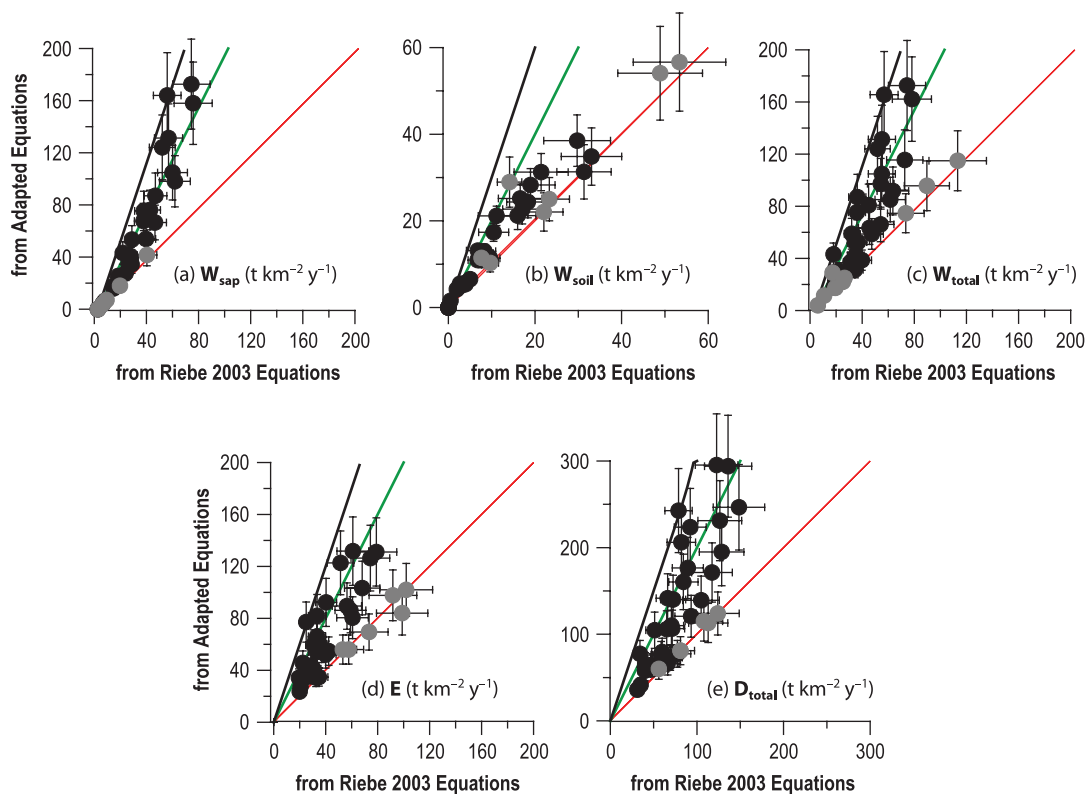 200
160
120
80
40
0
from Adapted Equations
(a) W_sap (t km⁻² y⁻¹)
0 40 80 120 160 200
from Riebe 2003 Equations
60
40
20
0
(b) W_soil (t km⁻² y⁻¹)
0 20 40 60
from Riebe 2003 Equations
200
160
120
80
40
0
(c) W_total (t km⁻² y⁻¹)
0 40 80 120 160 200
from Riebe 2003 Equations
200
160
120
80
40
0
from Adapted Equations
(d) E (t km⁻² y⁻¹)
0 40 80 120 160 200
from Riebe 2003 Equations
300
200
100
0
(e) D_total (t km⁻² y⁻¹)
0 100 200 300
from Riebe 2003 Equations